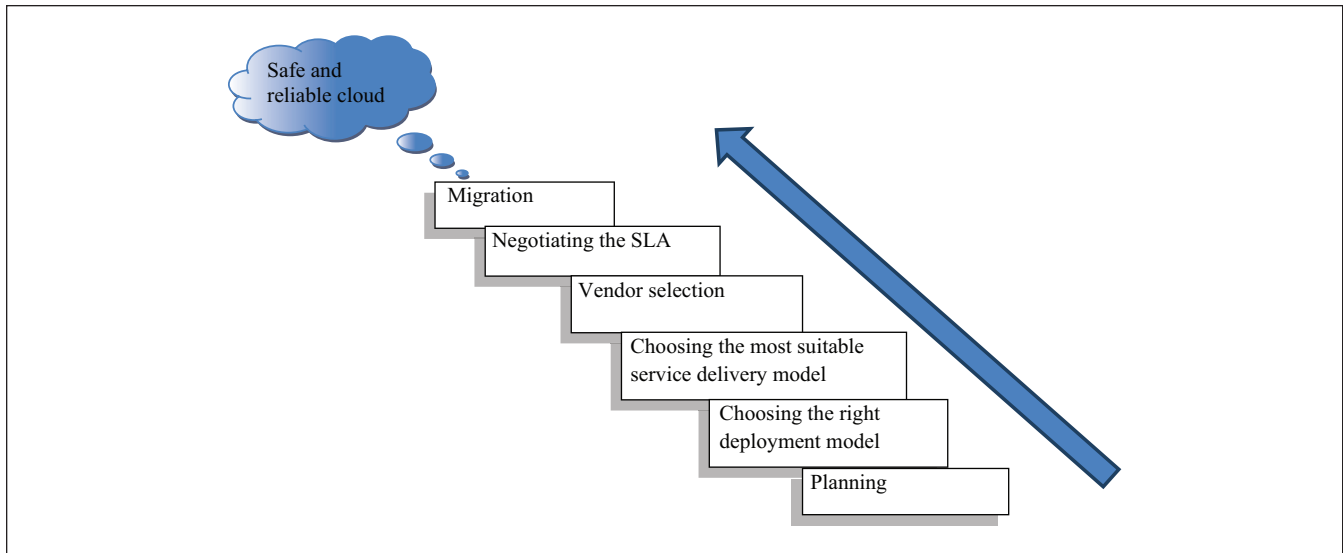 Safe and
reliable cloud
Migration
Negotiating the SLA
Vendor selection
Choosing the most suitable
service delivery model
Choosing the right
deployment model
Planning